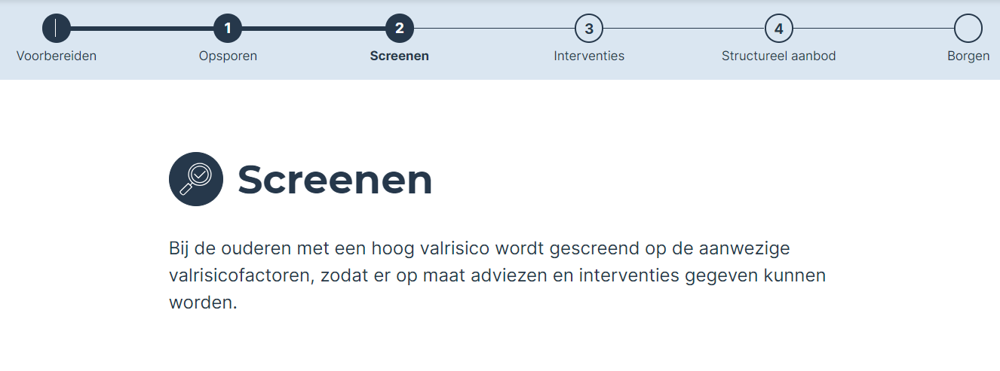 1 2 3 4
Voorbereiden Opsporen Screenen Interventies Structureel aanbod Borgen
Screenen
Bij de ouderen met een hoog valrisico wordt gescreend op de aanwezige
valrisicofactoren, zodat er op maat adviezen en interventies gegeven kunnen
worden.